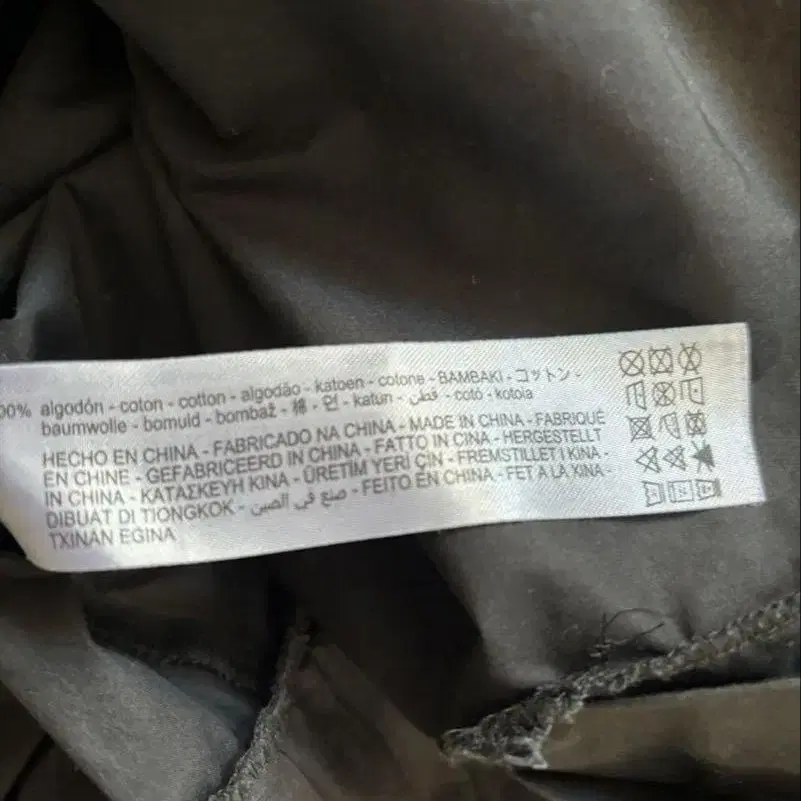 00% algodón - coton - cotton - algodão - katoen - cotone - BAMBAKI - コットン -
baumwolle - bomuld - bombaž - 棉 - 면 - katun - قطن - cotó - kotoia
HECHO EN CHINA - FABRICADO NA CHINA - MADE IN CHINA - FABRIQUÉ
EN CHINE - GEFABRICEERD IN CHINA - FATTO IN CINA - HERGESTELLT
IN CHINA - ΚΑΤΑΣΚΕΥΗ ΚΙΝΑ - ÜRETİM YERİ ÇİN - FREMSTILLET I KINA -
DIBUAT DI TIONGKOK - صنع في الصين - FEITO EN CHINA - FET A LA XINA -
TXINAN EGINA